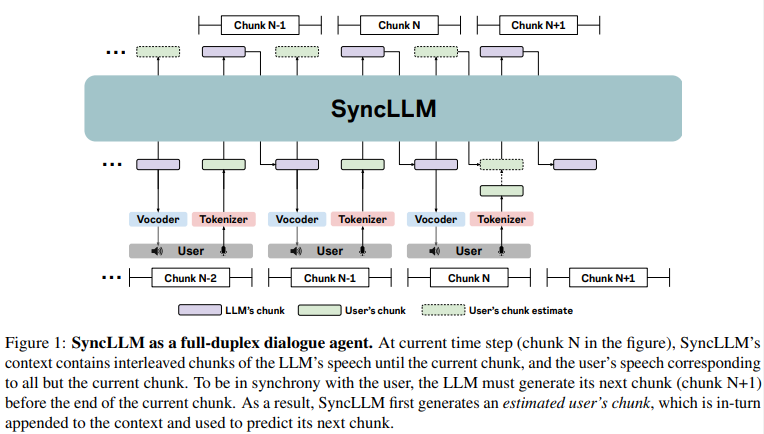 Chunk N-1 Chunk N Chunk N+1
...
SyncLLM
...
Vocoder Tokenizer Vocoder Tokenizer Vocoder Tokenizer
User User User
... Chunk N-2 Chunk N-1 Chunk N Chunk N+1
LLM's chunk User's chunk User's chunk estimate
Figure 1: SyncLLM as a full-duplex dialogue agent. At current time step (chunk N in the figure), SyncLLM's
context contains interleaved chunks of the LLM's speech until the current chunk, and the user's speech corresponding
to all but the current chunk. To be in synchrony with the user, the LLM must generate its next chunk (chunk N+1)
before the end of the current chunk. As a result, SyncLLM first generates an estimated user's chunk, which is in-turn
appended to the context and used to predict its next chunk.